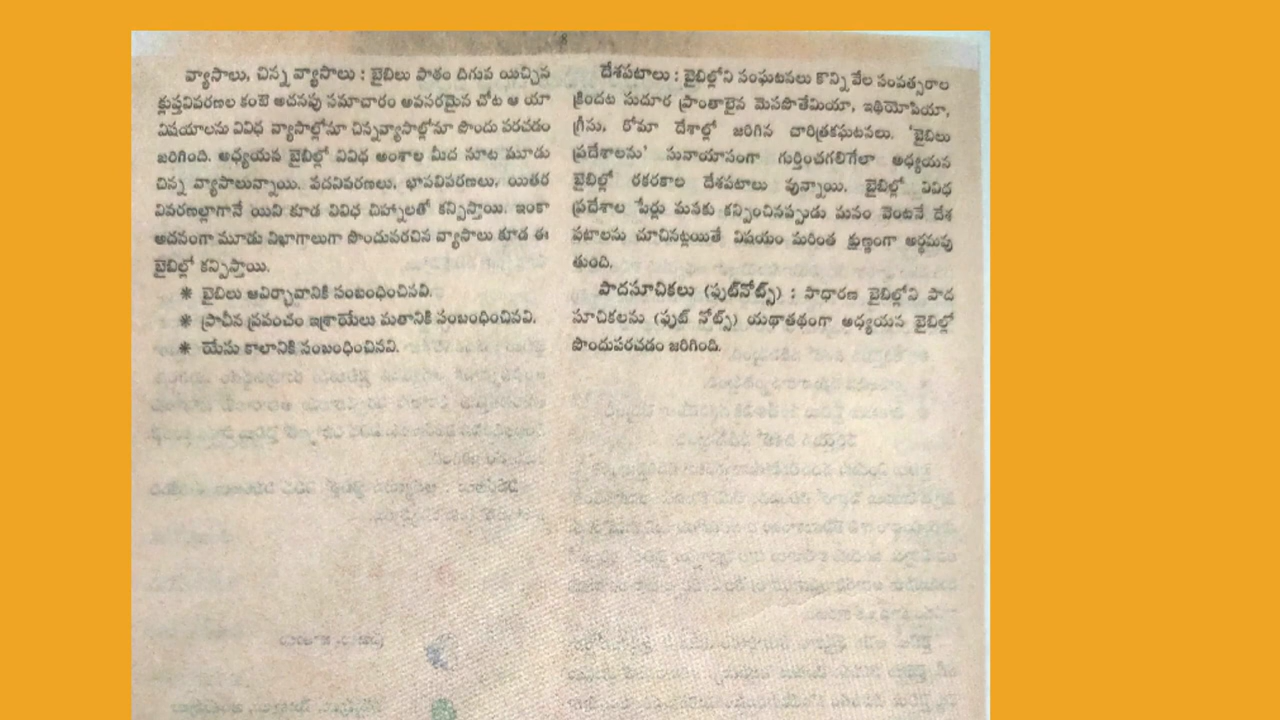 8
వ్యాసాలు, చిన్న వ్యాసాలు : బైబిలు పాఠం దిగువ యిచ్చిన
క్లుప్తవివరణల కంటె అదనపు సమాచారం అవసరమైన చోట ఆ యా
విషయాలను వివిధ వ్యాసాల్లోనూ చిన్నవ్యాసాల్లోనూ పొందు పరచడం
జరిగింది. అధ్యయన బైబిల్లో వివిధ అంశాల మీద నూట మూడు
చిన్న వ్యాసాలున్నాయి. పదవివరణలు, భావవివరణలు, యితర
వివరణల్లాగానే యివి కూడ వివిధ చిహ్నాలతో కన్పిస్తాయి. ఇంకా
అదనంగా మూడు విభాగాలుగా పొందుపరచిన వ్యాసాలు కూడ ఈ
బైబిల్లో కన్పిస్తాయి.
* బైబిలు ఆవిర్భావానికి సంబంధించినవి.
* ప్రాచీన ప్రపంచం ఇశ్రాయేలు మతానికి సంబంధించినవి.
* యేసు కాలానికి సంబంధించినవి.
దేశపటాలు : బైబిల్లోని సంఘటనలు కొన్ని వేల సంవత్సరాల
క్రిందట సుదూర ప్రాంతాలైన మెసపొతేమియా, ఇథియోపియా,
గ్రీసు, రోమా దేశాల్లో జరిగిన చారిత్రకఘటనలు. 'బైబిలు
ప్రదేశాలను' సునాయాసంగా గుర్తించగలిగేలా అధ్యయన
బైబిల్లో రకరకాల దేశపటాలు వున్నాయి. బైబిల్లో వివిధ
ప్రదేశాల పేర్లు మనకు కన్పించినప్పుడు మనం వెంటనే దేశ
పటాలను చూచినట్లయితే విషయం మరింత క్షుణ్ణంగా అర్థమవు
తుంది.
పాదసూచికలు (ఫుట్‌నోట్స్) : సాధారణ బైబిల్లోని పాద
సూచికలను (ఫుట్ నోట్స్) యథాతథంగా అధ్యయన బైబిల్లో
పొందుపరచడం జరిగింది.